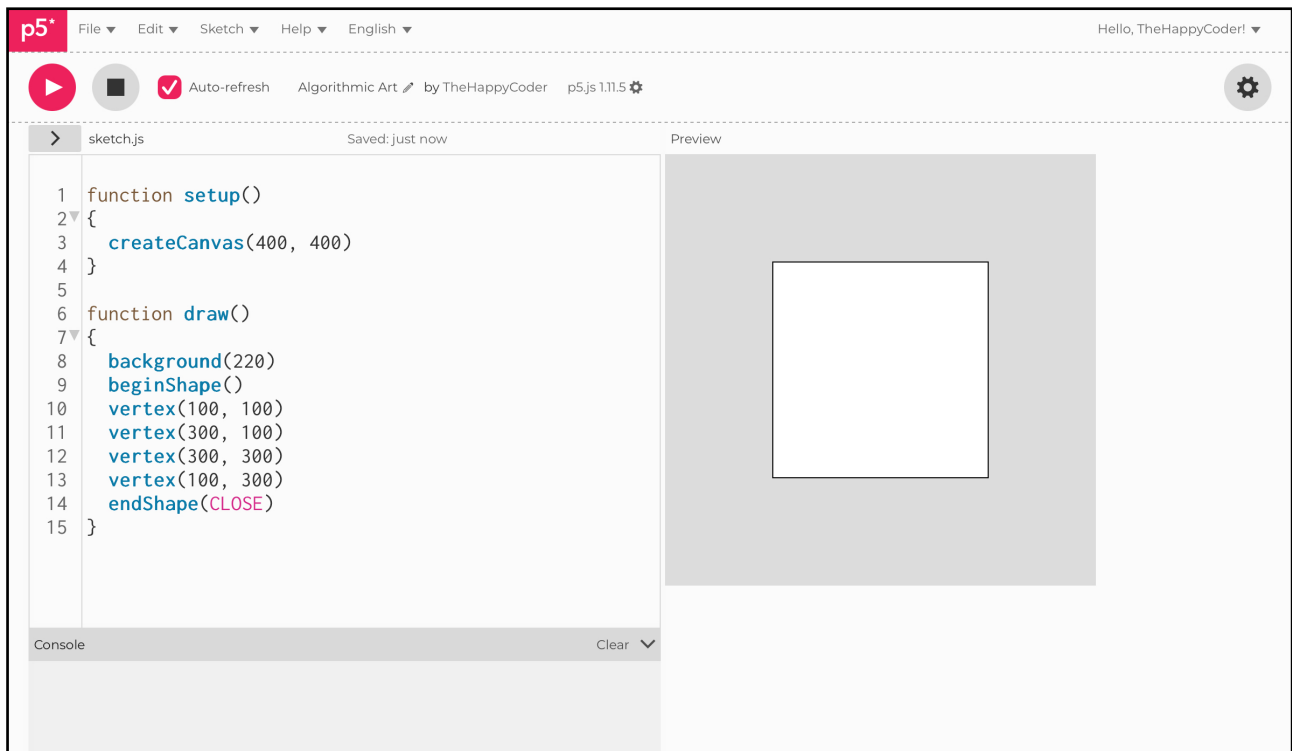 p5* File Edit Sketch Help English Hello, TheHappyCoder!
Auto-refresh Algorithmic Art by TheHappyCoder p5.js 1.11.5
sketch.js Saved: just now Preview
1 function setup()
2 {
3 createCanvas(400, 400)
4 }
5
6 function draw()
7 {
8 background(220)
9 beginShape()
10 vertex(100, 100)
11 vertex(300, 100)
12 vertex(300, 300)
13 vertex(100, 300)
14 endShape(CLOSE)
15 }
Console Clear